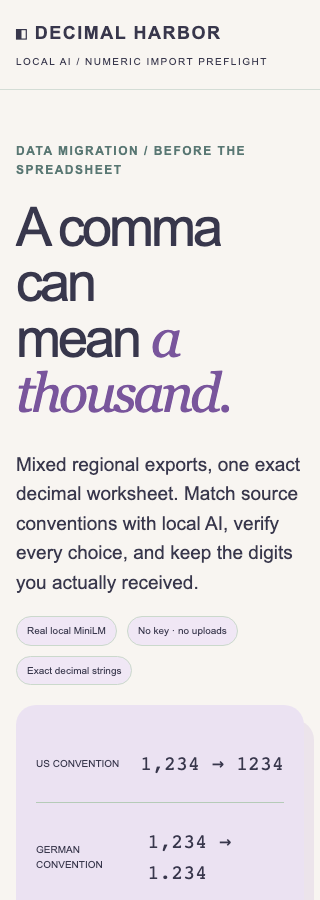 DECIMAL HARBOR
LOCAL AI / NUMERIC IMPORT PREFLIGHT
DATA MIGRATION / BEFORE THE
SPREADSHEET
A comma
can
mean a
thousand.
Mixed regional exports, one exact
decimal worksheet. Match source
conventions with local AI, verify
every choice, and keep the digits
you actually received.
Real local MiniLM
No key · no uploads
Exact decimal strings
US CONVENTION 1,234 → 1234
GERMAN
CONVENTION
1,234 →
1.234